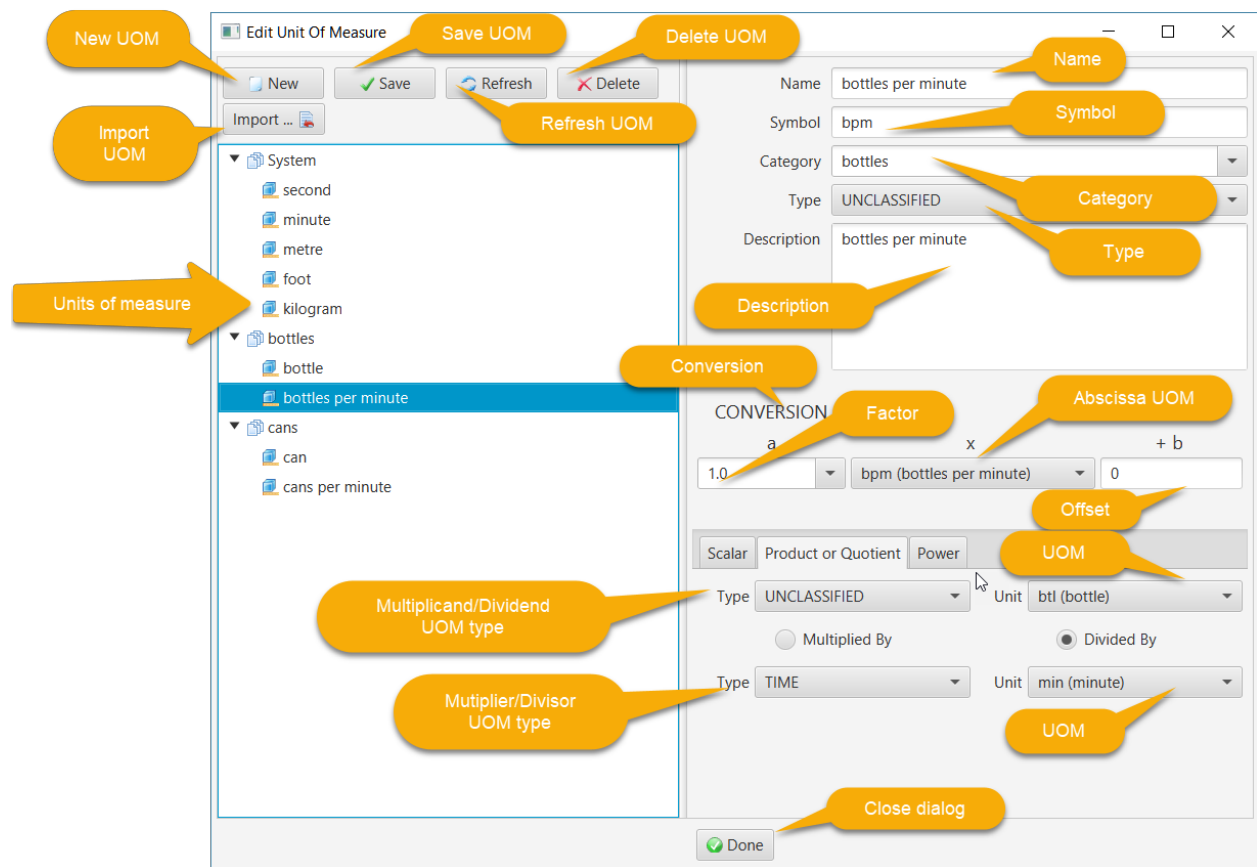 New UOM
Edit Unit Of Measure
Save UOM
Delete UOM
New
Save
Refresh
Delete
Import ...
Import
UOM
Refresh UOM
Name
bottles per minute
Name
Symbol
bpm
Symbol
Category
bottles
Category
Type
UNCLASSIFIED
Type
Description
bottles per minute
Description
System
second
minute
metre
foot
kilogram
Units of measure
bottles
bottle
bottles per minute
cans
can
cans per minute
Conversion
CONVERSION
Factor
Abscissa UOM
a
x
+ b
1.0
bpm (bottles per minute)
0
Offset
Scalar
Product or Quotient
Power
UOM
Multiplicand/Dividend
UOM type
Type
UNCLASSIFIED
Unit
btl (bottle)
Multiplied By
Divided By
Mutiplier/Divisor
UOM type
Type
TIME
Unit
min (minute)
UOM
Close dialog
Done